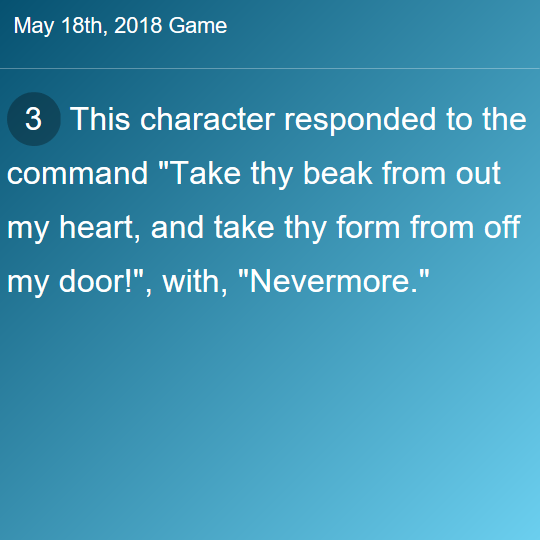 May 18th, 2018 Game
3 This character responded to the
command "Take thy beak from out
my heart, and take thy form from off
my door!", with, "Nevermore."